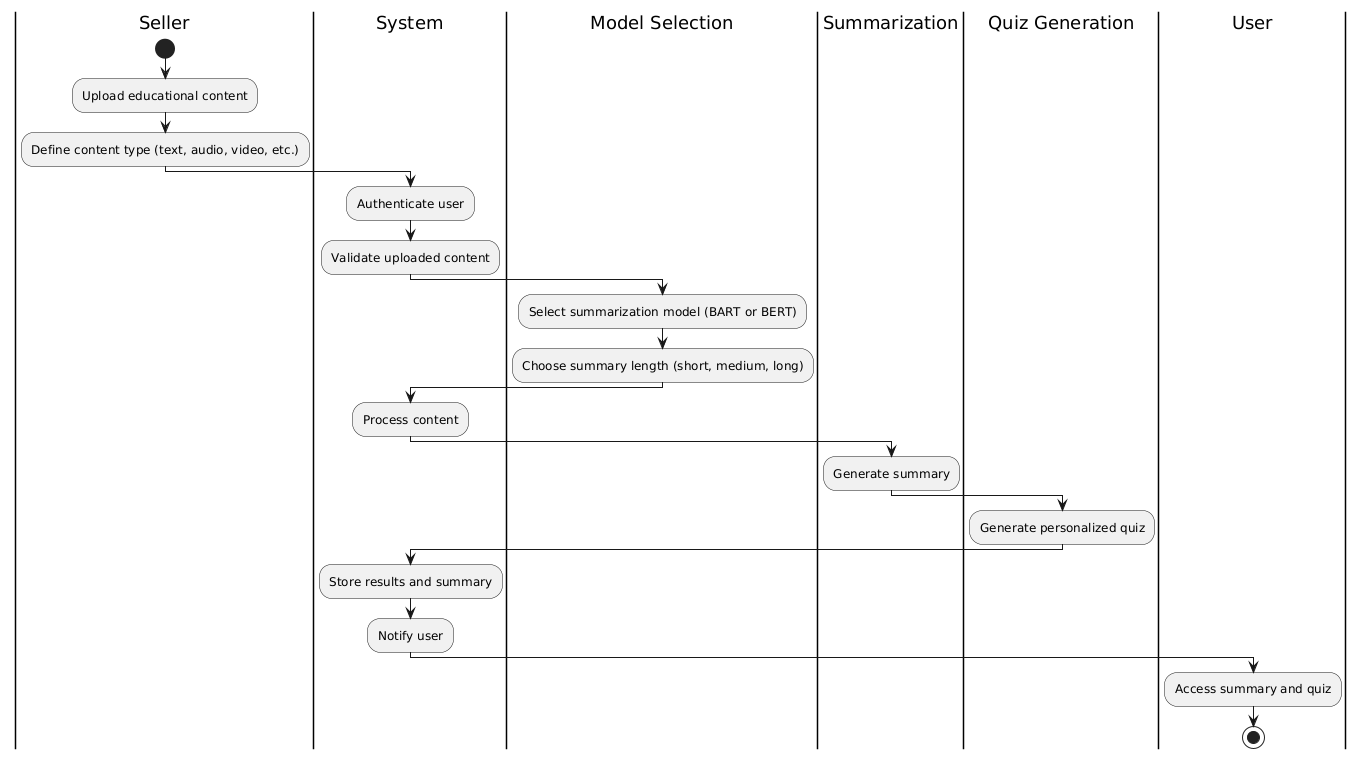 Seller
System
Model Selection
Summarization
Quiz Generation
User
Upload educational content
Define content type (text, audio, video, etc.)
Authenticate user
Validate uploaded content
Select summarization model (BART or BERT)
Choose summary length (short, medium, long)
Process content
Generate summary
Generate personalized quiz
Store results and summary
Notify user
Access summary and quiz